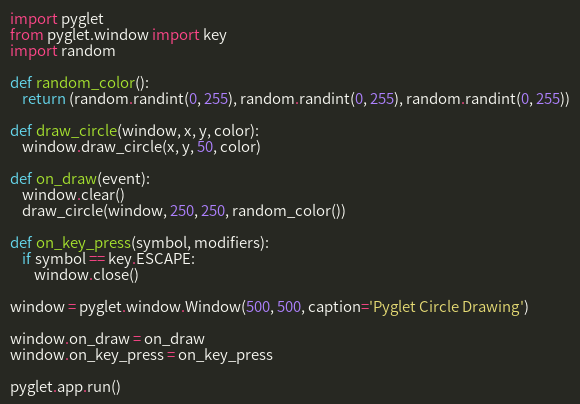 import pyglet
from pyglet.window import key
import random

def random_color():
    return (random.randint(0, 255), random.randint(0, 255), random.randint(0, 255))

def draw_circle(window, x, y, color):
    window.draw_circle(x, y, 50, color)

def on_draw(event):
    window.clear()
    draw_circle(window, 250, 250, random_color())

def on_key_press(symbol, modifiers):
    if symbol == key.ESCAPE:
        window.close()

window = pyglet.window.Window(500, 500, caption='Pyglet Circle Drawing')

window.on_draw = on_draw
window.on_key_press = on_key_press

pyglet.app.run()